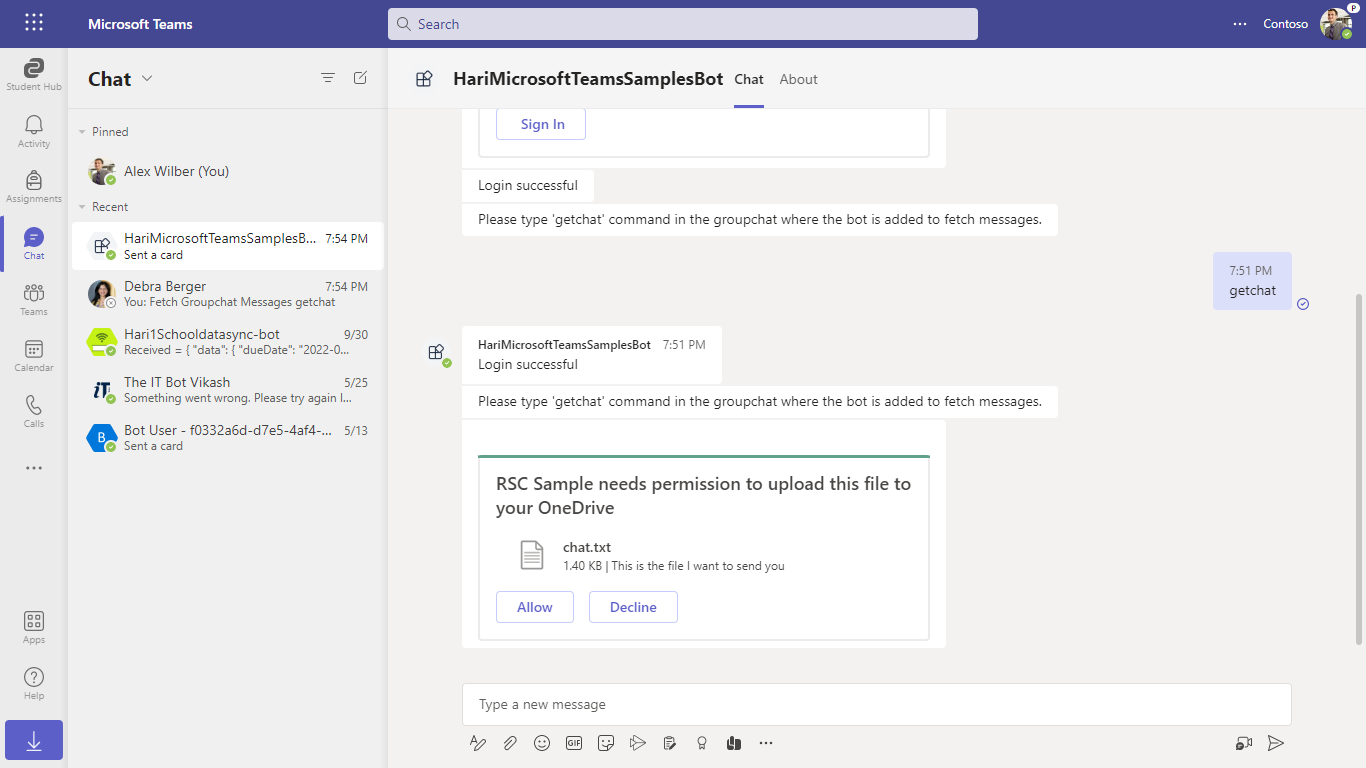 Microsoft Teams
Search
Contoso
P
Student Hub
Activity
Assignments
Chat
Teams
Calendar
Calls
Apps
Help
Chat
Pinned
Alex Wilber (You)
Recent
HariMicrosoftTeamsSamplesB... 7:54 PM
Sent a card
Debra Berger 7:54 PM
You: Fetch Groupchat Messages getchat
Hari1Schooldatasync-bot 9/30
Received = { "data": { "dueDate": "2022-0...
iT
The IT Bot Vikash 5/25
Something went wrong. Please try again l...
B
Bot User - f0332a6d-d7e5-4af4-... 5/13
Sent a card
HariMicrosoftTeamsSamplesBot Chat About
Sign In
Login successful
Please type 'getchat' command in the groupchat where the bot is added to fetch messages.
7:51 PM
getchat
HariMicrosoftTeamsSamplesBot 7:51 PM
Login successful
Please type 'getchat' command in the groupchat where the bot is added to fetch messages.
RSC Sample needs permission to upload this file to
your OneDrive
chat.txt
1.40 KB | This is the file I want to send you
Allow Decline
Type a new message
GIF